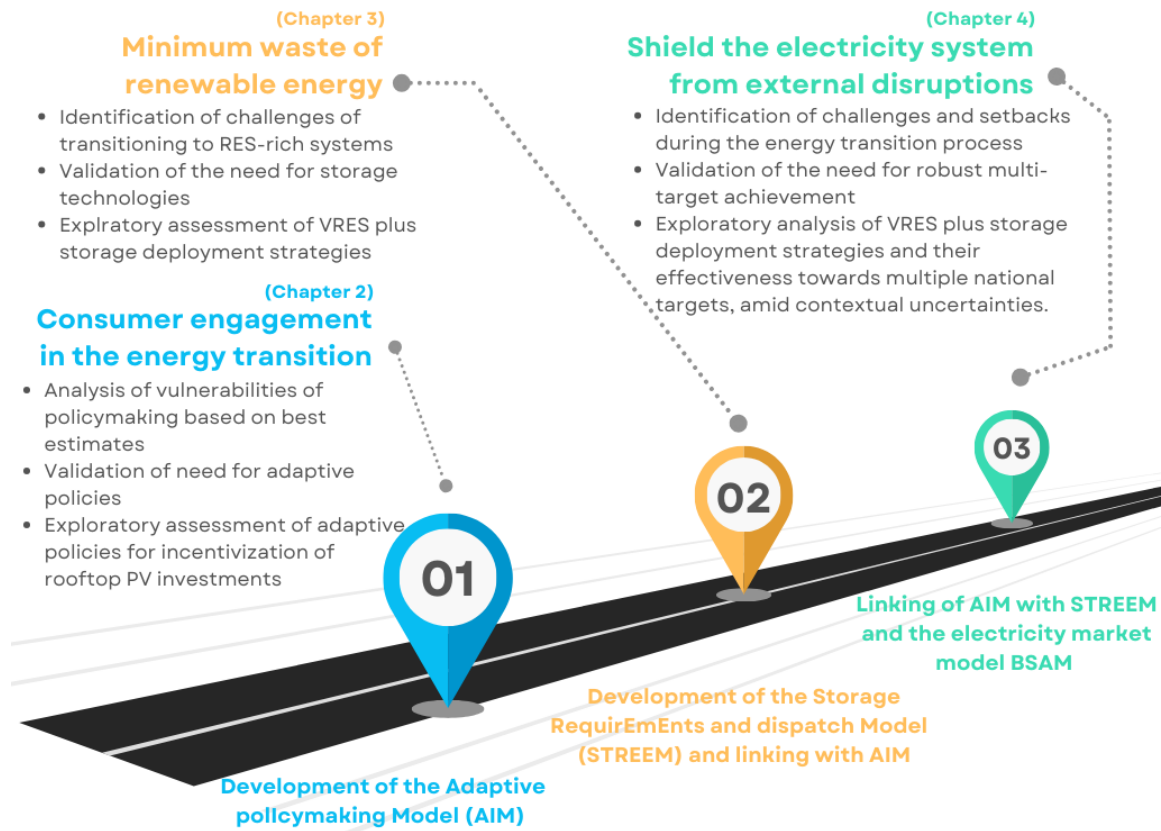 (Chapter 3)
Minimum waste of
renewable energy
• Identification of challenges of
transitioning to RES-rich systems
• Validation of the need for storage
technologies
• Explratory assessment of VRES plus
storage deployment strategies
(Chapter 4)
Shield the electricity system
from external disruptions
• Identification of challenges and setbacks
during the energy transition process
• Validation of the need for robust multi-
target achievement
• Exploratory analysis of VRES plus storage
deployment strategies and their
effectiveness towards multiple national
targets, amid contextual uncertainties.
(Chapter 2)
Consumer engagement
in the energy transition
• Analysis of vulnerabilities of
policymaking based on best
estimates
• Validation of need for adaptive
policies
• Exploratory assessment of adaptive
policies for incentivization of
rooftop PV investments
01
02
03
Development of the Adaptive
polIcymaking Model (AIM)
Development of the Storage
RequirEmEnts and dispatch Model
(STREEM) and linking with AIM
Linking of AIM with STREEM
and the electricity market
model BSAM